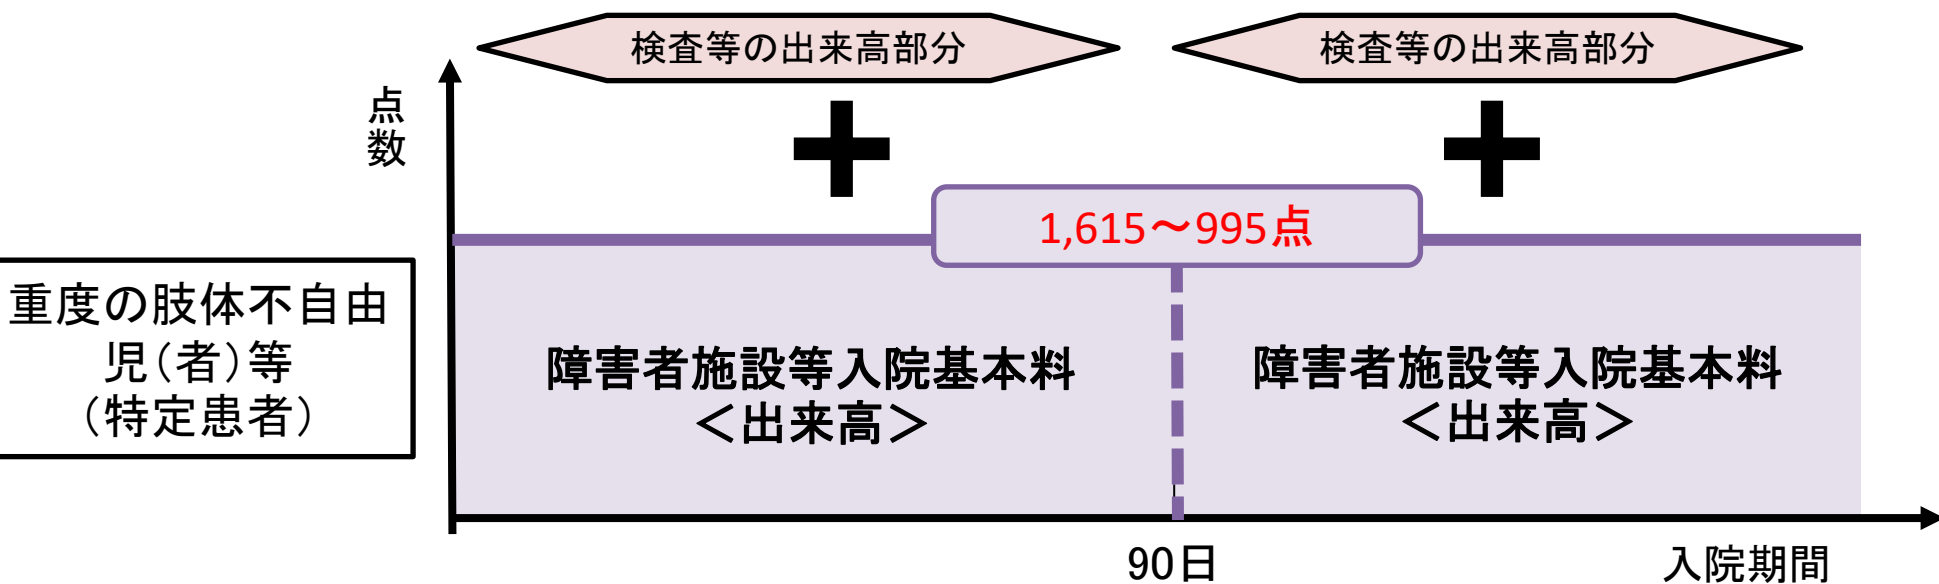 検査等の出来高部分
検査等の出来高部分
点数
1,615～995点
重度の肢体不自由
児（者）等
（特定患者）
障害者施設等入院基本料
＜出来高＞
障害者施設等入院基本料
＜出来高＞
90日
入院期間